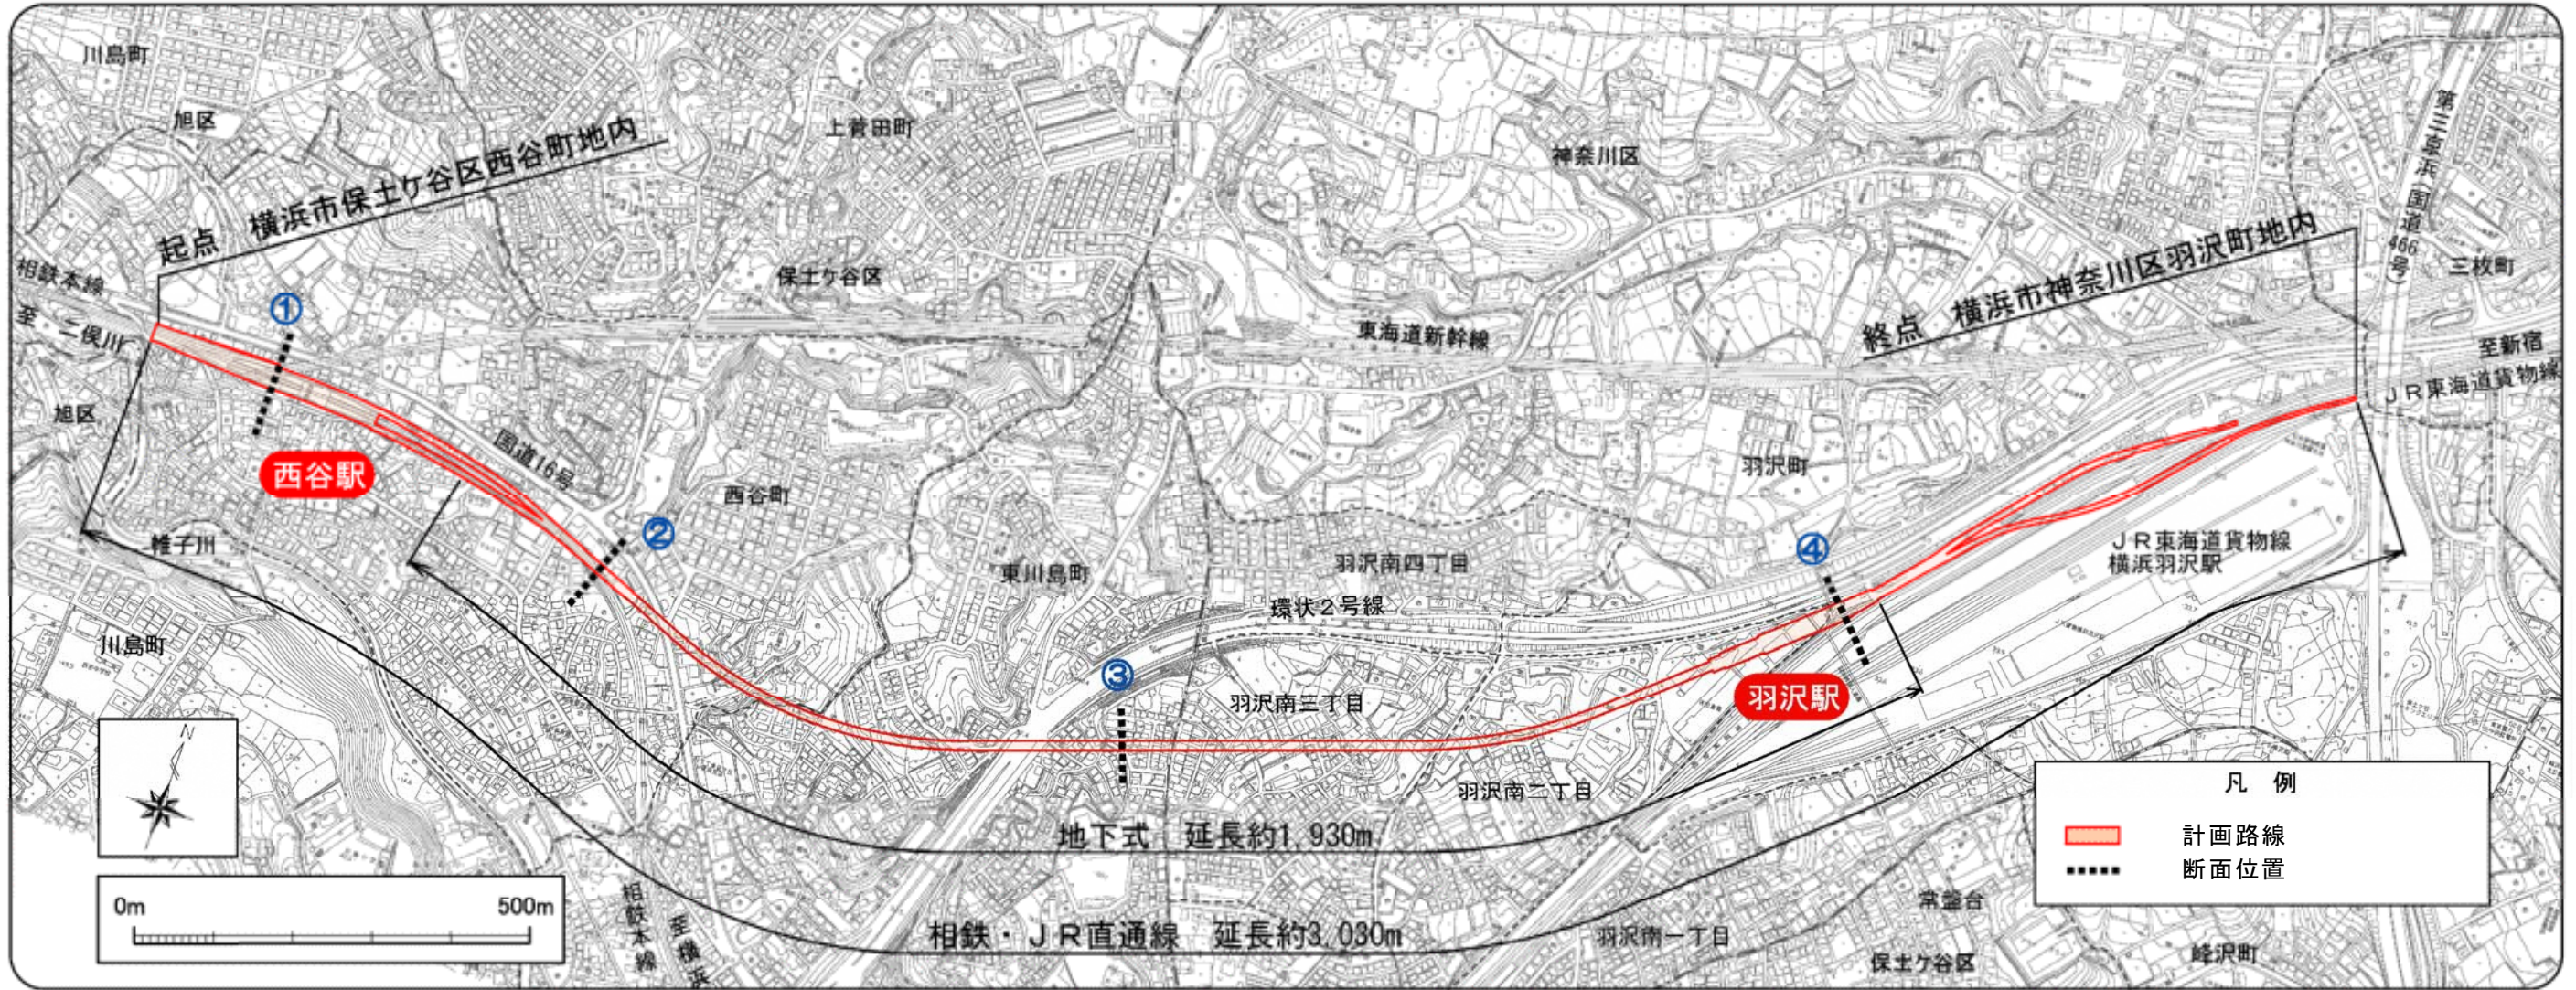 川島町
旭区
起点 横浜市保土ケ谷区西谷町地内
上菅田町
神奈川区
第三京浜(国道466号)
三枚町
相鉄本線
至・二俣川
①
保土ケ谷区
東海道新幹線
終点 横浜市神奈川区羽沢町地内
至新宿
JR東海道貨物線
旭区
西谷駅
国道16号
②
西谷町
羽沢町
帷子川
東川島町
羽沢南四丁目
④
JR東海道貨物線
横浜羽沢駅
環状2号線
川島町
③
羽沢南三丁目
羽沢駅
N
羽沢南二丁目
地下式 延長約1,930m
凡 例
計画路線
断面位置
0m 500m
相鉄本線
至横浜
相鉄・JR直通線 延長約3,030m
羽沢南一丁目
常盤台
保土ケ谷区
峰沢町